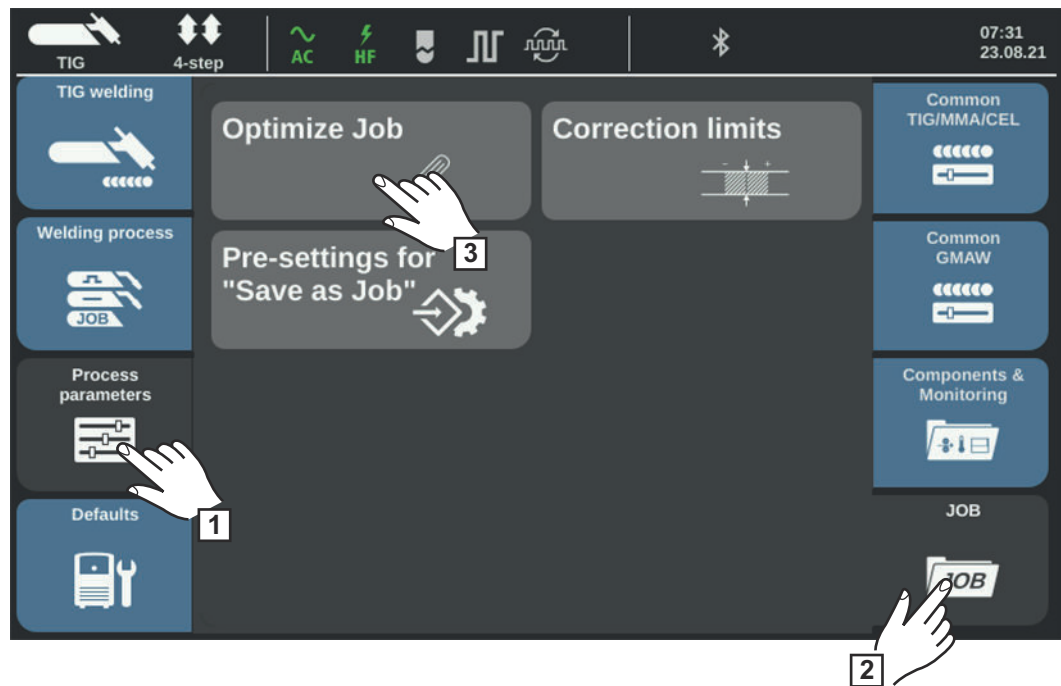 TIG
4-step
AC
HF
07:31
23.08.21
TIG welding
Welding process
JOB
Process
parameters
1
Defaults
Optimize Job
3
Correction limits
- +
Pre-settings for
"Save as Job"
Common
TIG/MMA/CEL
Common
GMAW
Components &
Monitoring
JOB
JOB
2